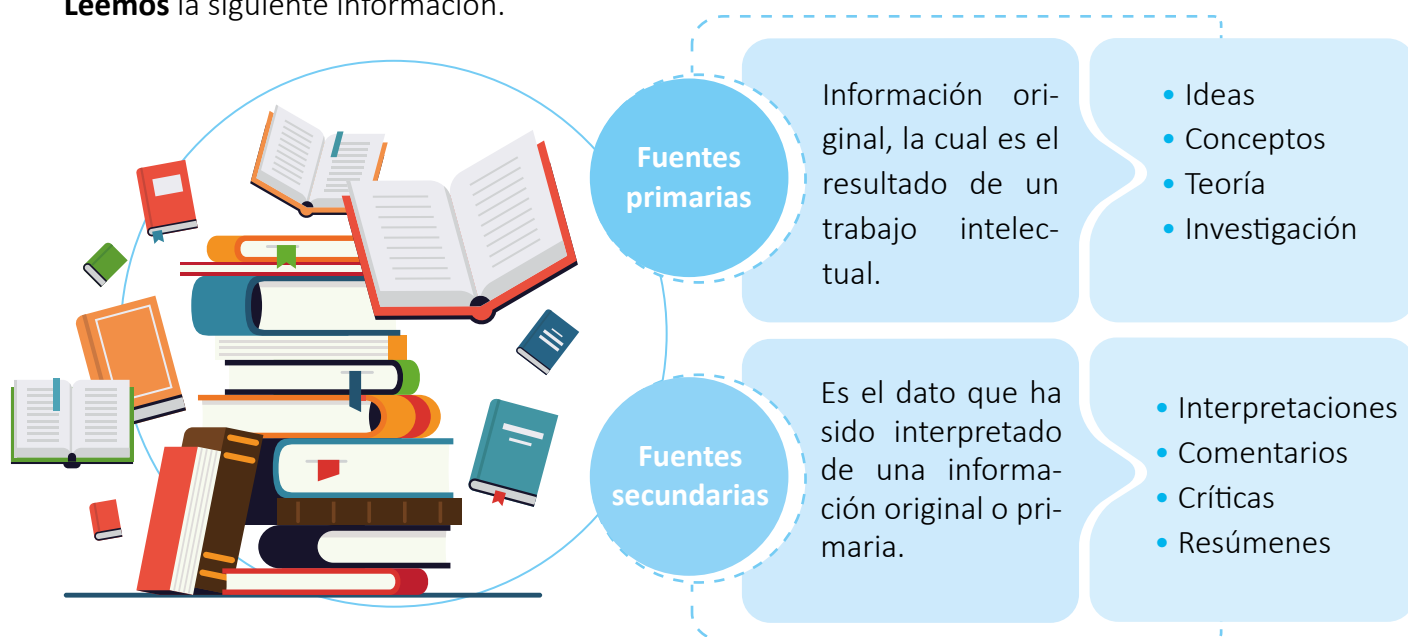 Leemos la siguiente información.
Fuentes
primarias
Información ori-
ginal, la cual es el
resultado de un
trabajo intelec-
tual.
• Ideas
• Conceptos
• Teoría
• Investigación
Fuentes
secundarias
Es el dato que ha
sido interpretado
de una informa-
ción original o pri-
maria.
• Interpretaciones
• Comentarios
• Críticas
• Resúmenes